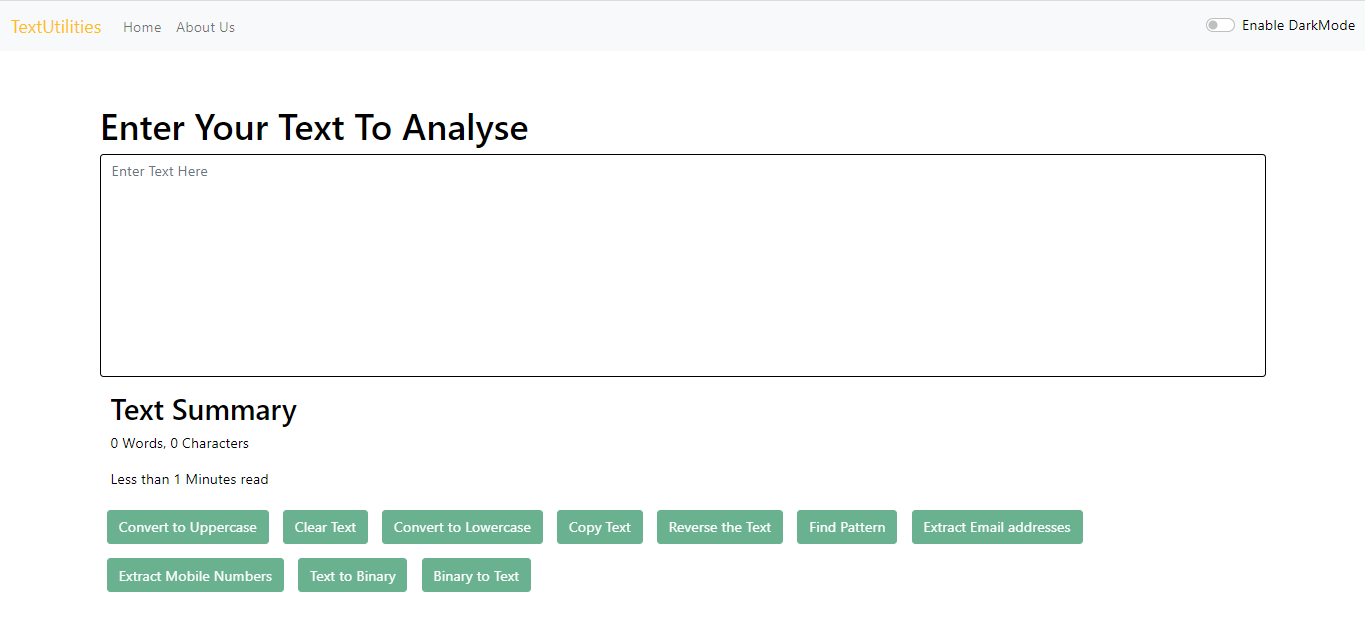 TextUtilities Home About Us Enable DarkMode
Enter Your Text To Analyse
Enter Text Here
Text Summary
0 Words, 0 Characters
Less than 1 Minutes read
Convert to Uppercase Clear Text Convert to Lowercase Copy Text Reverse the Text Find Pattern Extract Email addresses
Extract Mobile Numbers Text to Binary Binary to Text